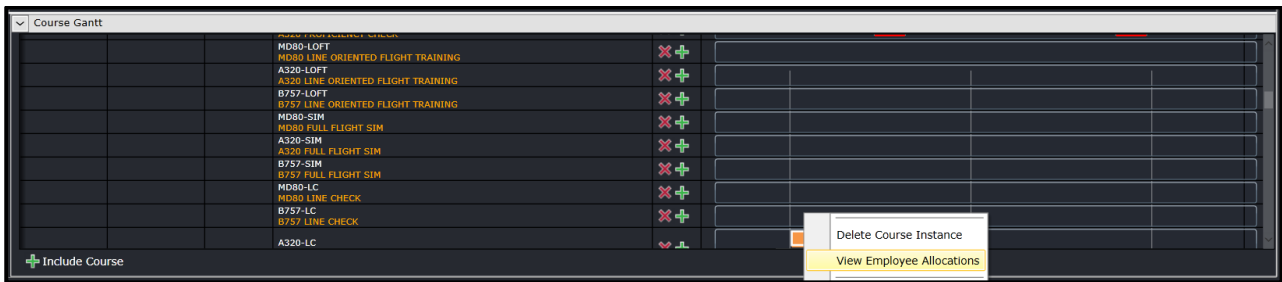 Course Gantt
A320 PROFICIENCY CHECK
MD80-LOFT
MD80 LINE ORIENTED FLIGHT TRAINING
A320-LOFT
A320 LINE ORIENTED FLIGHT TRAINING
B757-LOFT
B757 LINE ORIENTED FLIGHT TRAINING
MD80-SIM
MD80 FULL FLIGHT SIM
A320-SIM
A320 FULL FLIGHT SIM
B757-SIM
B757 FULL FLIGHT SIM
MD80-LC
MD80 LINE CHECK
B757-LC
B757 LINE CHECK
A320-LC
Delete Course Instance
View Employee Allocations
Include Course